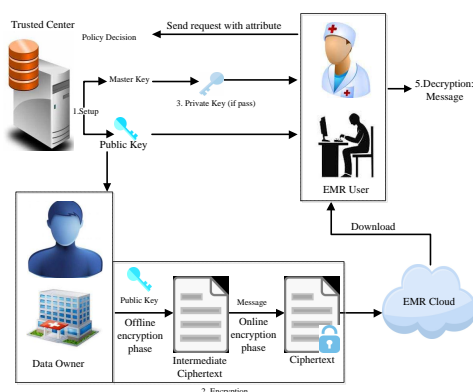 Trusted Center
Send request with attribute
Policy Decision
Master Key
1.Setup
3. Private Key (if pass)
5.Decryption:
Message
Public Key
EMR User
Download
Public Key
Message
Offline
encryption
phase
Online
encryption
phase
EMR Cloud
Data Owner
Intermediate
Ciphertext
Ciphertext
2. Encryption